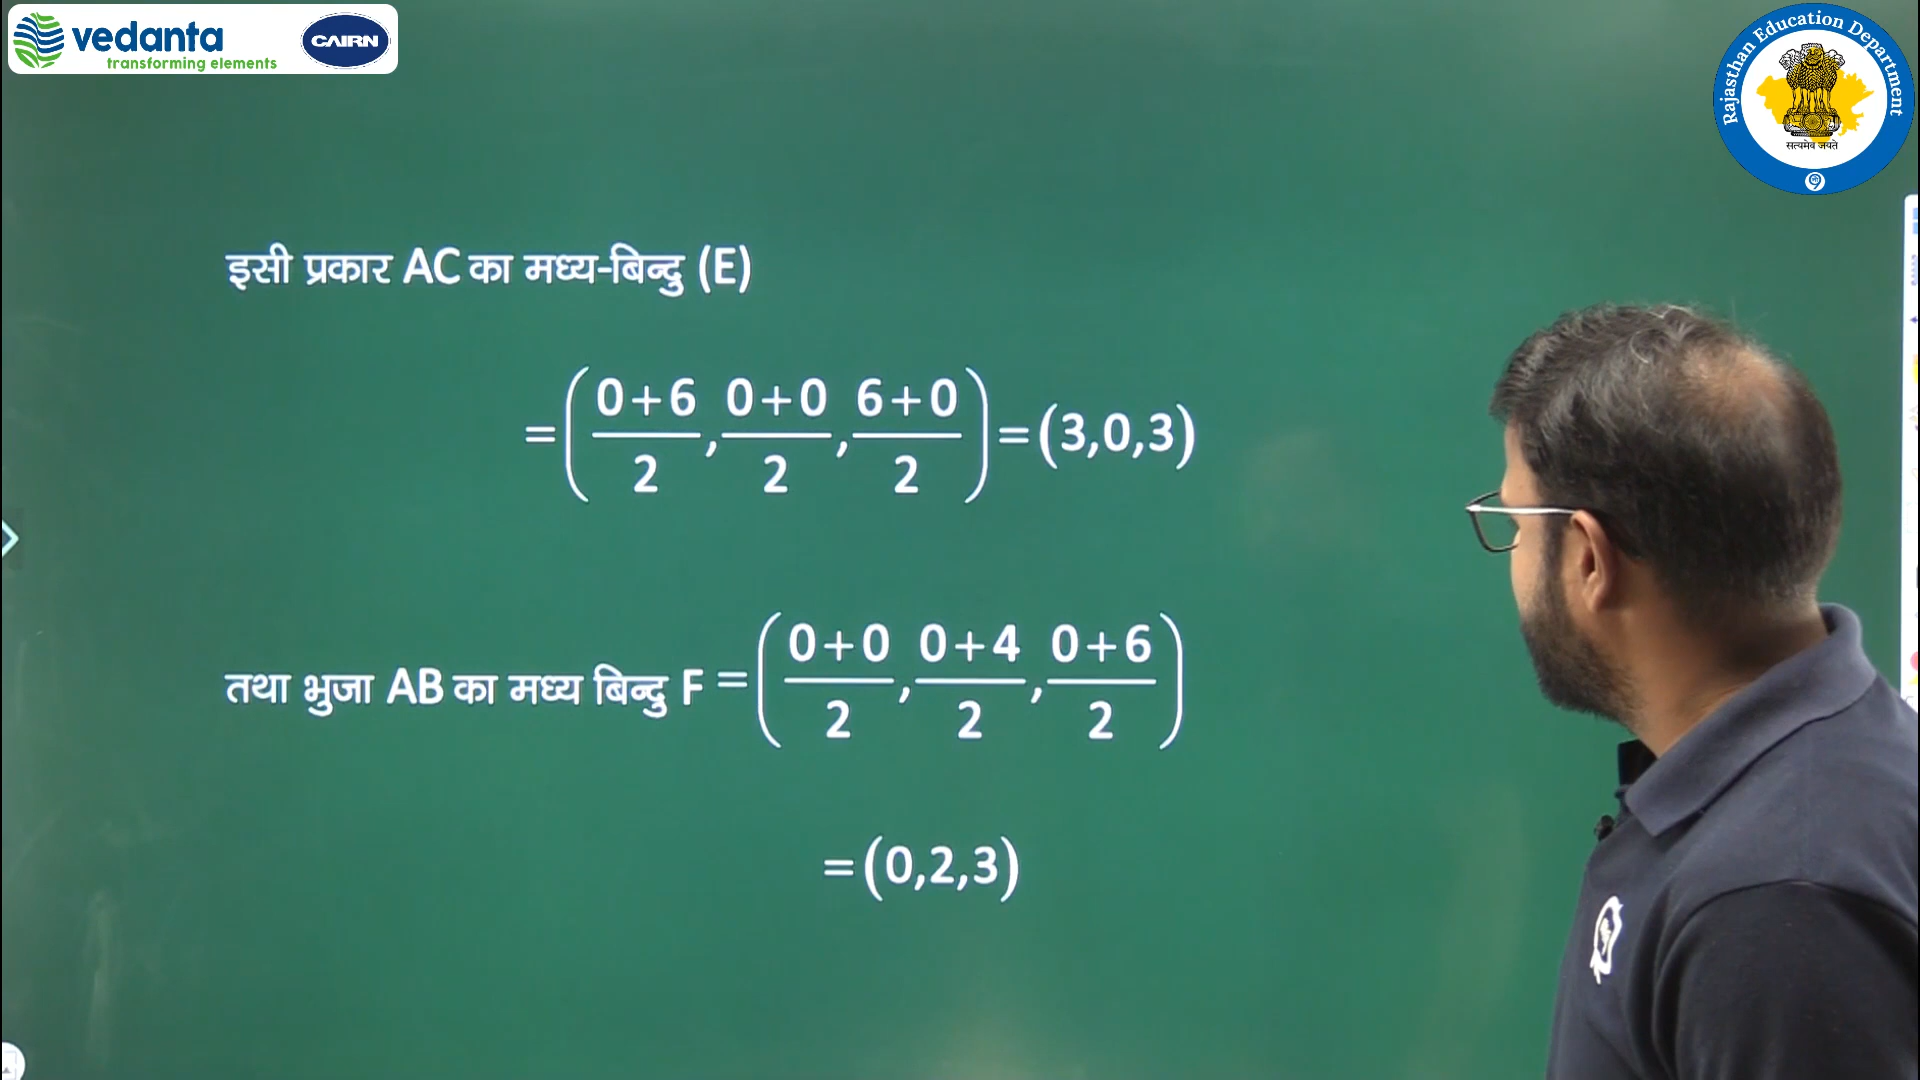 vedanta
transforming elements
CAIRN
Rajasthan Education Department
सत्यमेव जयते
इसी प्रकार AC का मध्य-बिन्दु (E)
= ( (0+6)/2 , (0+0)/2 , (6+0)/2 ) = (3,0,3)
तथा भुजा AB का मध्य बिन्दु F = ( (0+0)/2 , (0+4)/2 , (0+6)/2 )
= (0,2,3)